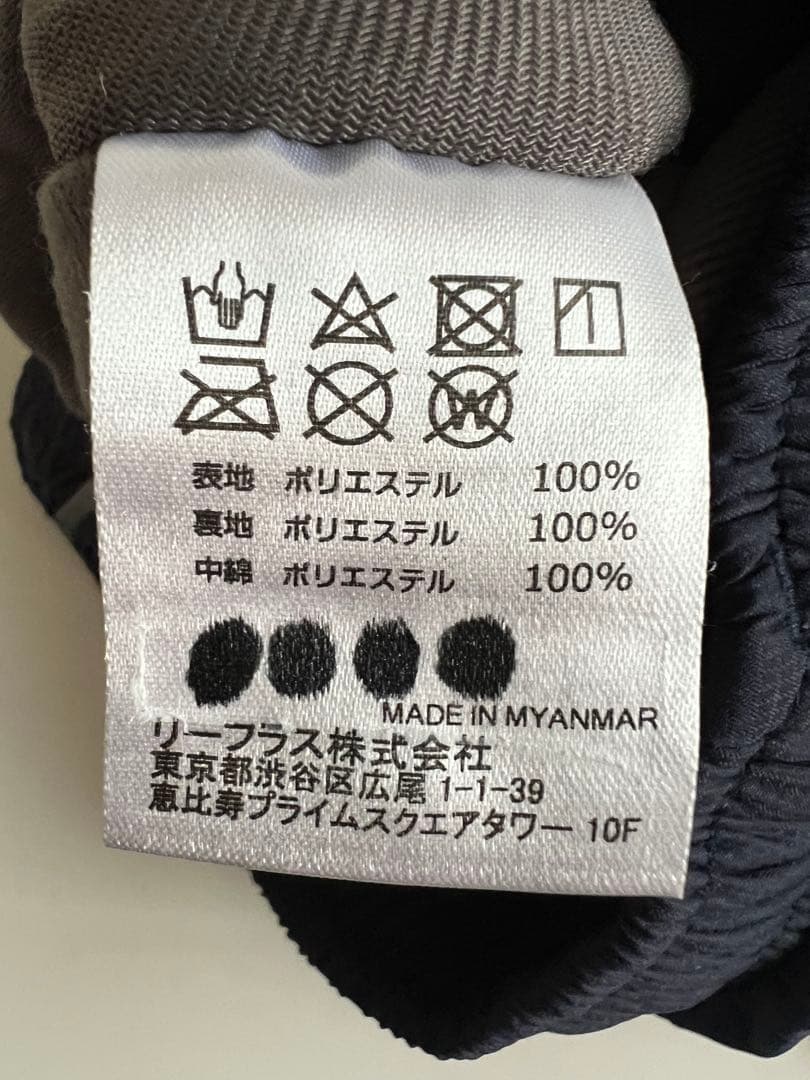 表地 ポリエステル 100%
裏地 ポリエステル 100%
中綿 ポリエステル 100%
MADE IN MYANMAR
リーフラス株式会社
東京都渋谷区広尾 1-1-39
恵比寿プライムスクエアタワー 10F